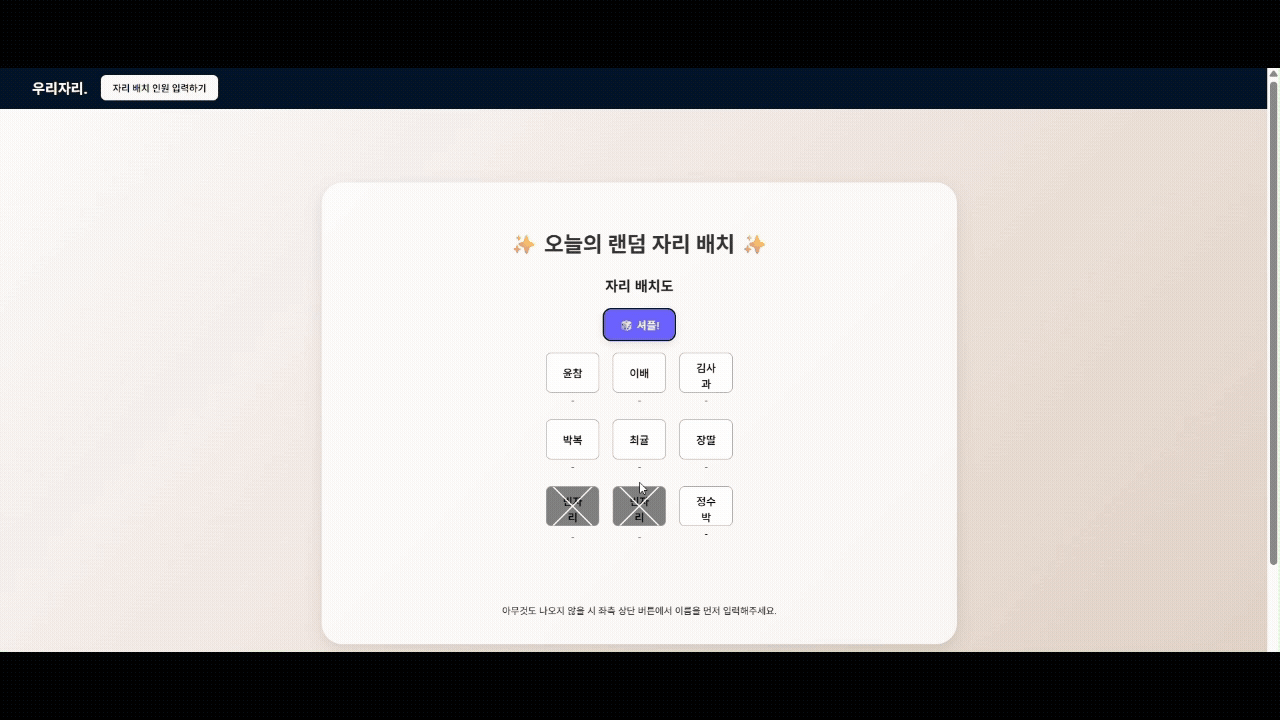 우리자리.
자리 배치 인원 입력하기
✨ 오늘의 랜덤 자리 배치 ✨
자리 배치도
🎲 셔플!
윤참 이배 김사
과
- - -
박복 최귤 장딸
- - -
빈자 빈자 정수
리 리 박
- - -
아무것도 나오지 않을 시 좌측 상단 버튼에서 이름을 먼저 입력해주세요.